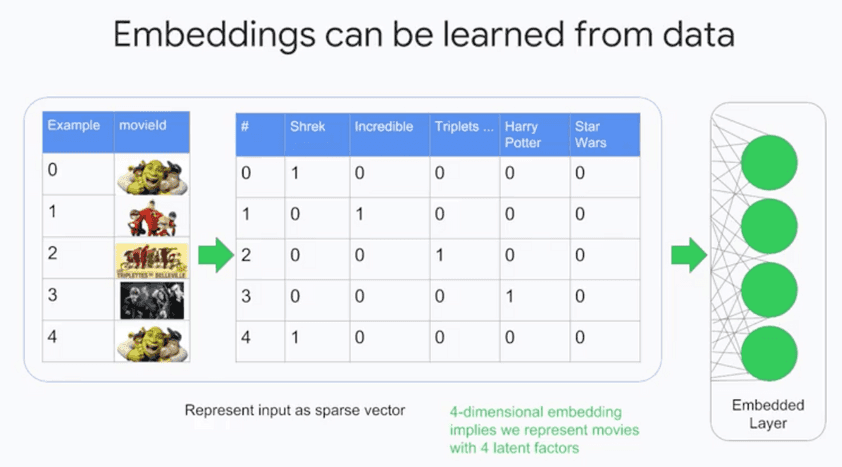 Embeddings can be learned from data
Example movieId
0
1
2
3
4
TRIPLETTES DE BELLEVILLE
# Shrek Incredible Triplets ... Harry Potter Star Wars
0 1 0 0 0 0
1 0 1 0 0 0
2 0 0 1 0 0
3 0 0 0 1 0
4 1 0 0 0 0
Represent input as sparse vector
4-dimensional embedding
implies we represent movies
with 4 latent factors
Embedded
Layer